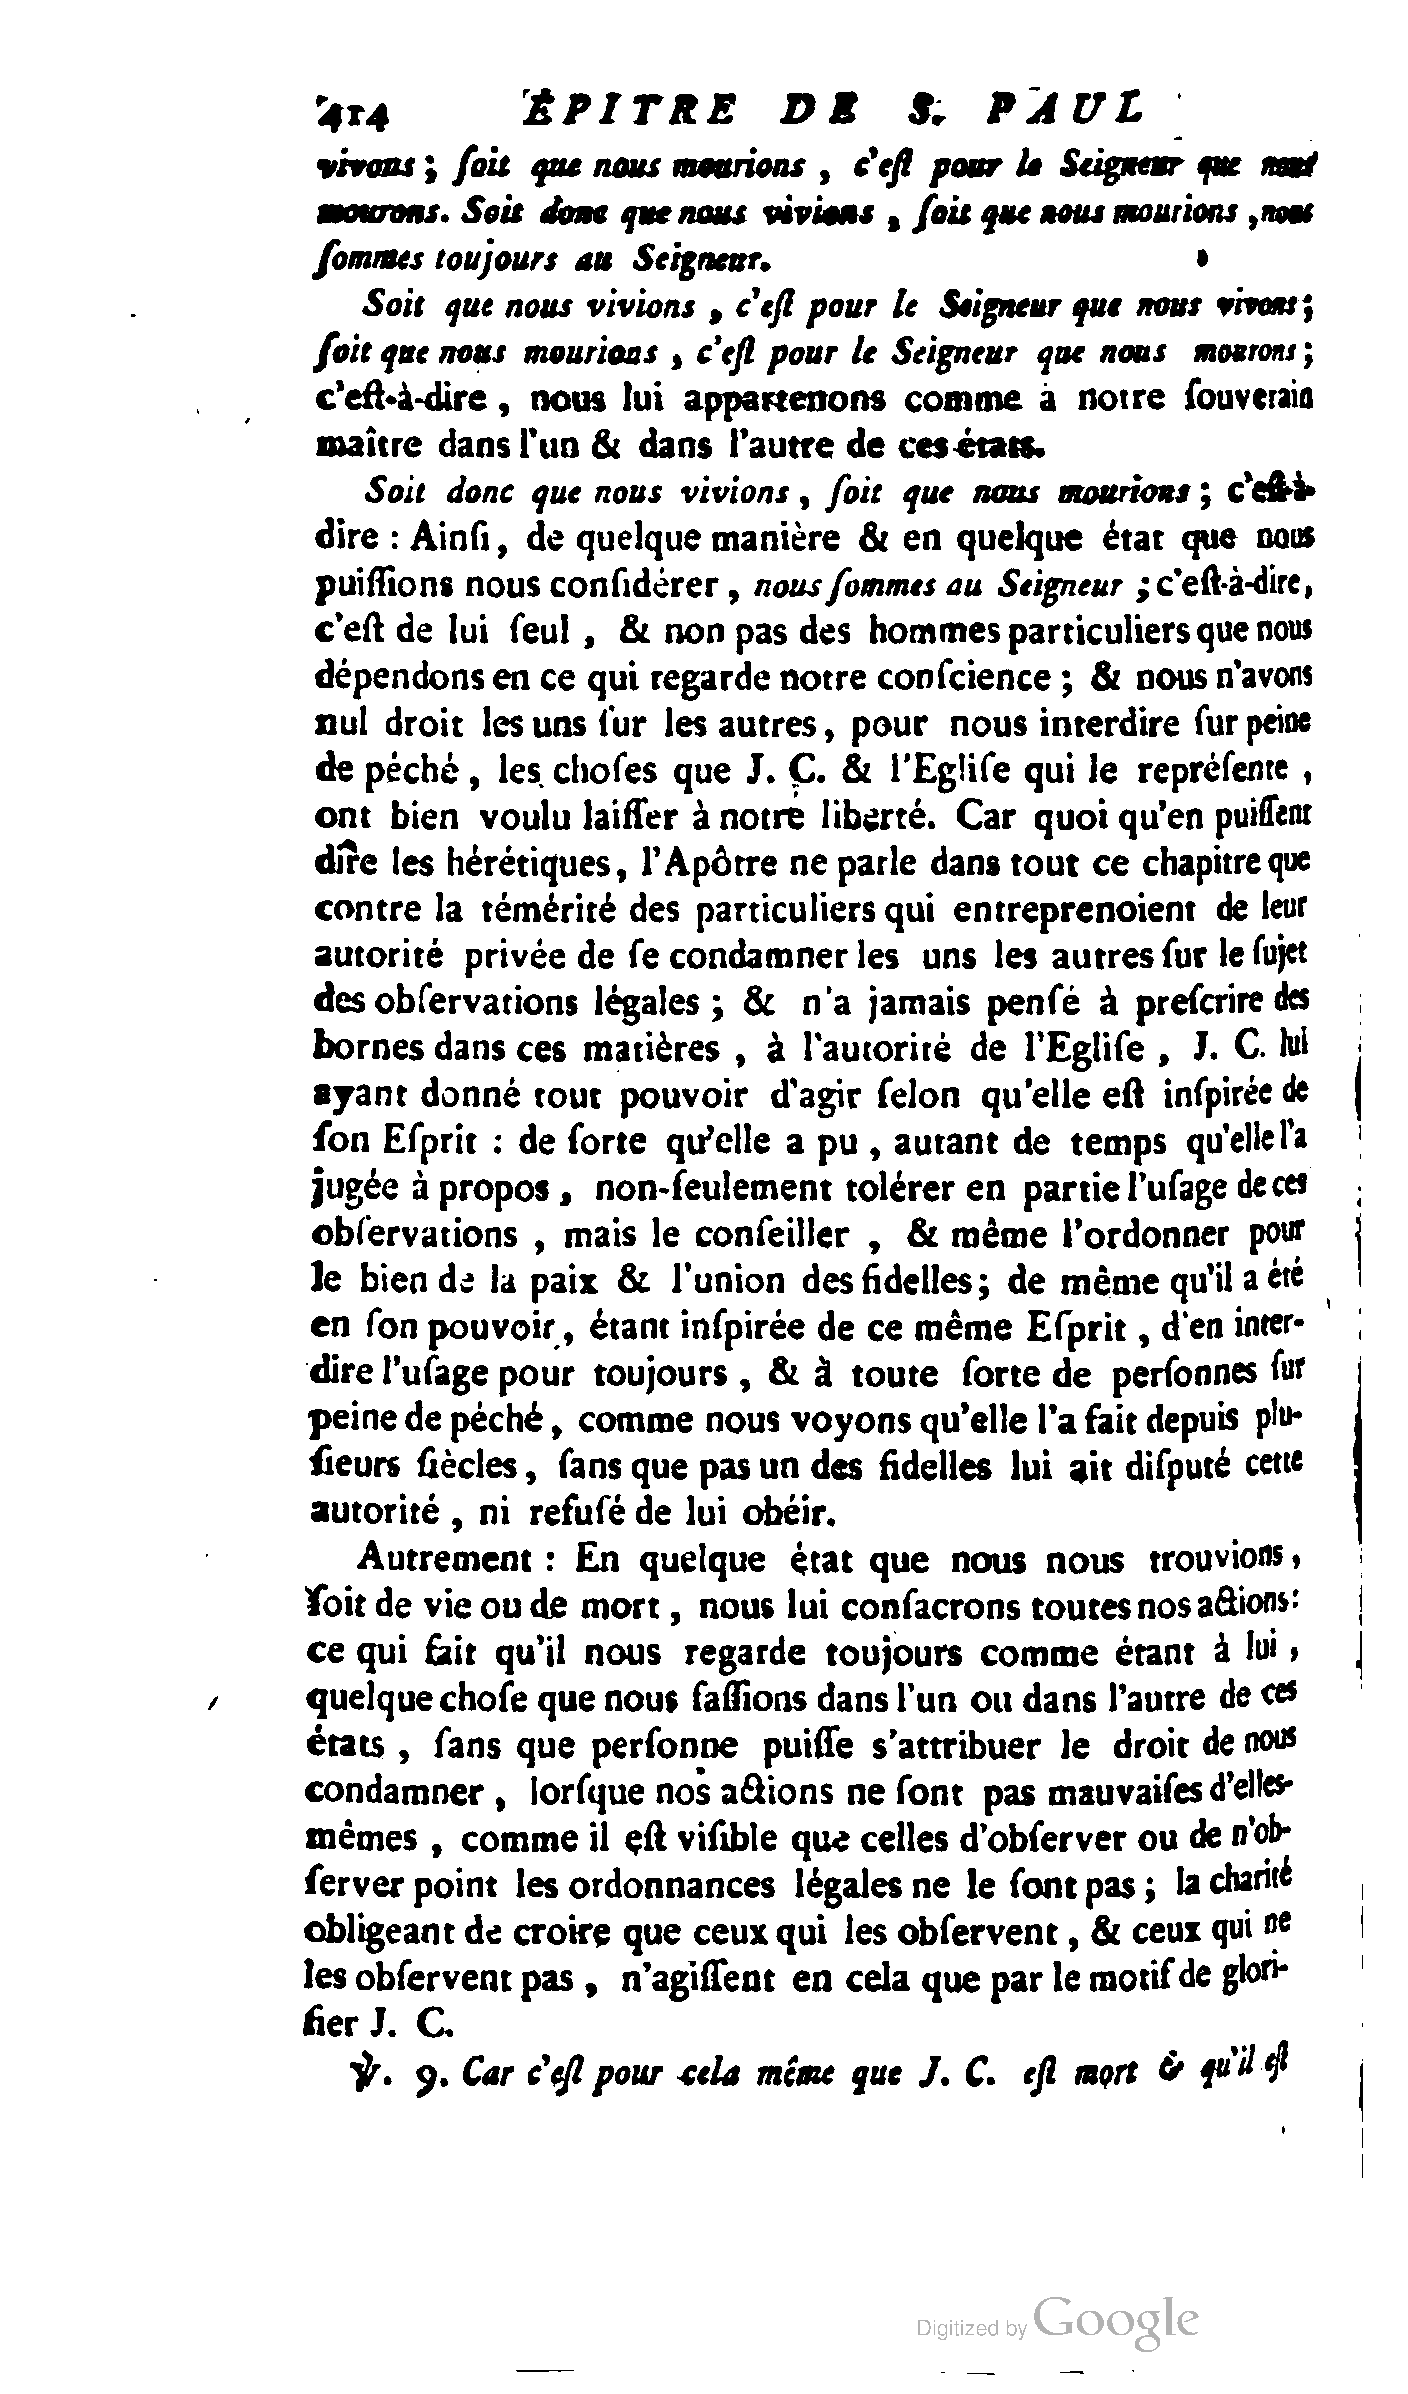 414 ÉPITRE DE S. PAUL
vivons ; ſoit que nous mourions , c'eſt pour le Seigneur que nous
mourons. Soit donc que nous vivions , ſoit que nous mourions , nous
ſommes toujours au Seigneur.
Soit que nous vivions , c'eſt pour le Seigneur que nous vivons ;
ſoit que nous mourions , c'eſt pour le Seigneur que nous mourons ;
c'eſt-à-dire , nous lui appartenons comme à notre ſouverain
maître dans l'un & dans l'autre de ces états.
Soit donc que nous vivions , ſoit que nous mourions ; c'eſt-à-
dire : Ainſi, de quelque manière & en quelque état que nous
puiſſions nous conſidérer , nous ſommes au Seigneur ; c'eſt-à-dire,
c'eſt de lui ſeul , & non pas des hommes particuliers que nous
dépendons en ce qui regarde notre conſcience ; & nous n'avons
nul droit les uns ſur les autres, pour nous interdire ſur peine
de péché , les choſes que J. C. & l'Egliſe qui le repréſente ,
ont bien voulu laiſſer à notre liberté. Car quoi qu'en puiſſent
dire les hérétiques, l'Apôtre ne parle dans tout ce chapitre que
contre la témérité des particuliers qui entreprenoient de leur
autorité privée de ſe condamner les uns les autres ſur le ſujet
des obſervations légales ; & n'a jamais penſé à preſcrire des
bornes dans ces matières , à l'autorité de l'Egliſe , J. C. lui
ayant donné tout pouvoir d'agir ſelon qu'elle eſt inſpirée de
ſon Eſprit : de ſorte qu'elle a pu , autant de temps qu'elle l'a
jugée à propos , non-ſeulement tolérer en partie l'uſage de ces
obſervations , mais le conſeiller , & même l'ordonner pour
le bien de la paix & l'union des fidelles ; de même qu'il a été
en ſon pouvoir , étant inſpirée de ce même Eſprit , d'en inter-
dire l'uſage pour toujours , & à toute ſorte de perſonnes ſur
peine de péché , comme nous voyons qu'elle l'a fait depuis plu-
ſieurs ſiècles , ſans que pas un des fidelles lui ait diſputé cette
autorité , ni refuſé de lui obéir.
Autrement : En quelque état que nous nous trouvions ,
ſoit de vie ou de mort , nous lui conſacrons toutes nos actions :
ce qui fait qu'il nous regarde toujours comme étant à lui ,
quelque choſe que nous faſſions dans l'un ou dans l'autre de ces
états , ſans que perſonne puiſſe s'attribuer le droit de nous
condamner , lorſque nos actions ne ſont pas mauvaiſes d'elles-
mêmes , comme il eſt viſible que celles d'obſerver ou de n'ob-
ſerver point les ordonnances légales ne le ſont pas ; la charité
obligeant de croire que ceux qui les obſervent , & ceux qui ne
les obſervent pas , n'agiſſent en cela que par le motif de glori-
fier J. C.
℣. 9. Car c'eſt pour cela même que J. C. eſt mort & qu'il eſt
Digitized by Google